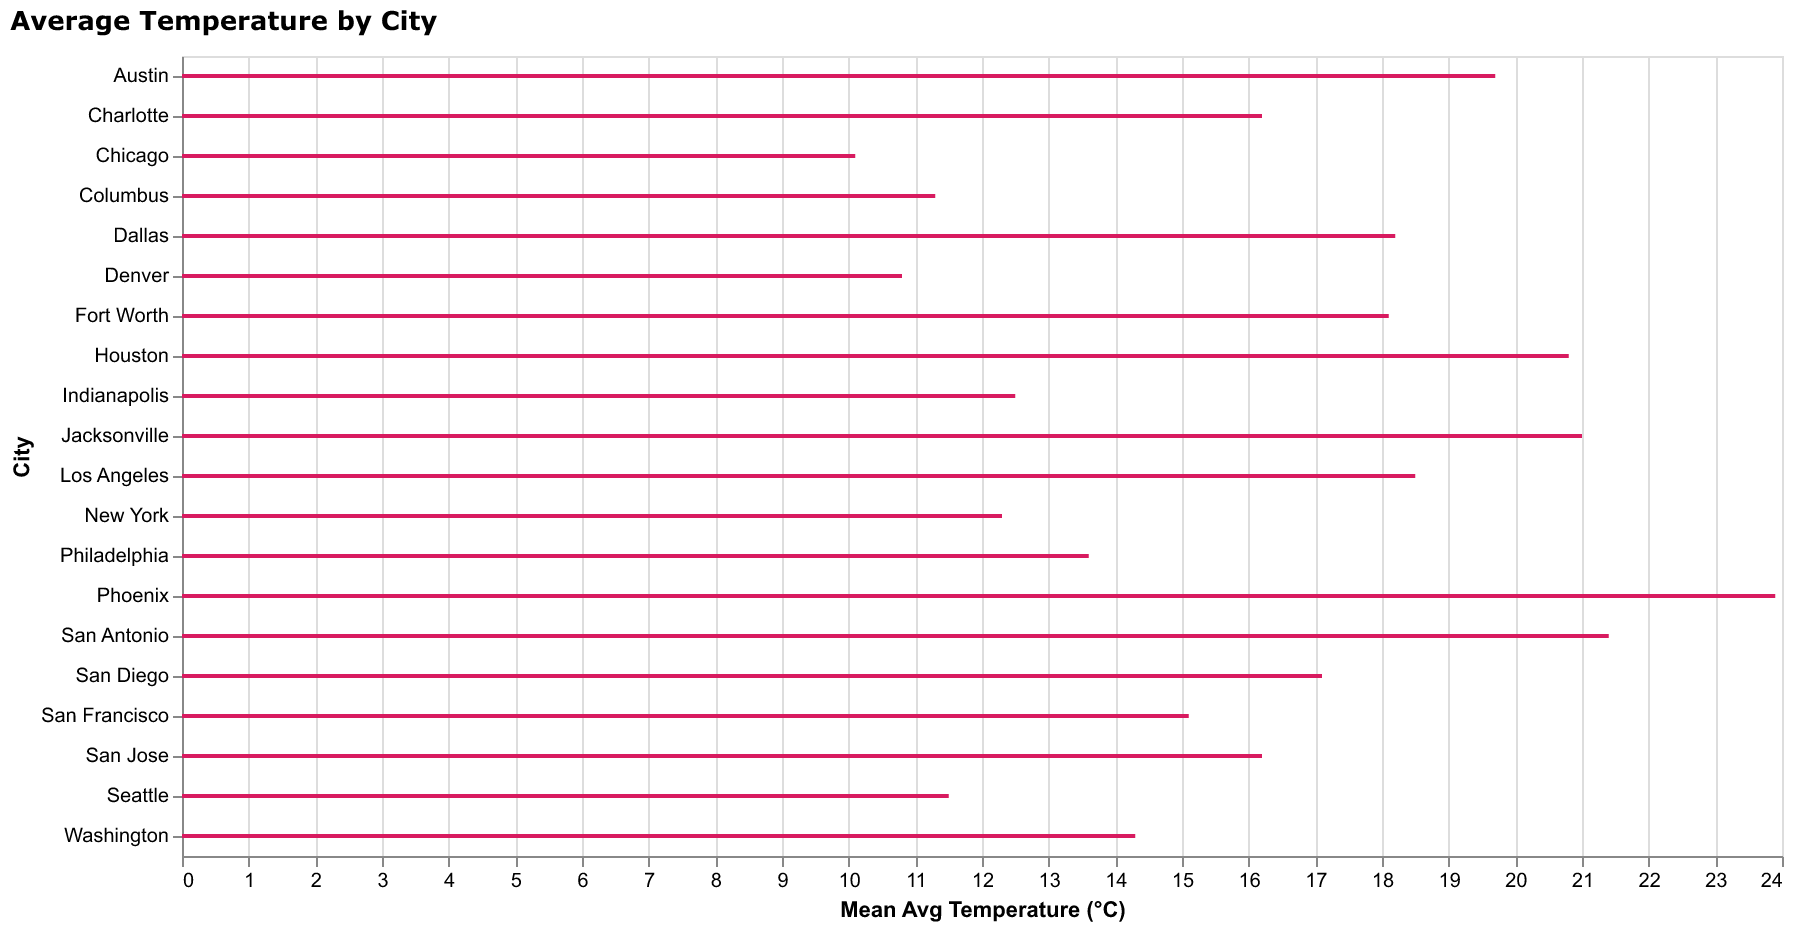 Average Temperature by City
Austin
Charlotte
Chicago
Columbus
Dallas
Denver
Fort Worth
Houston
Indianapolis
Jacksonville
Los Angeles
New York
Philadelphia
Phoenix
San Antonio
San Diego
San Francisco
San Jose
Seattle
Washington
City
0 1 2 3 4 5 6 7 8 9 10 11 12 13 14 15 16 17 18 19 20 21 22 23 24
Mean Avg Temperature (°C)